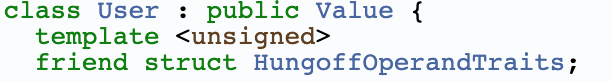 class User : public Value {
  template <unsigned>
  friend struct HungoffOperandTraits;